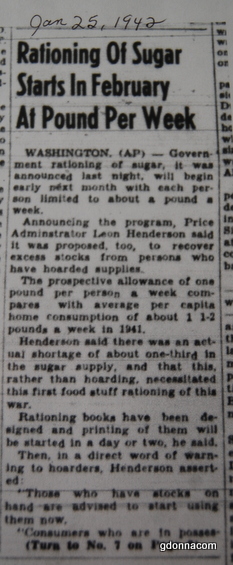 Jan 25, 1942
Rationing Of Sugar
Starts In February
At Pound Per Week
WASHINGTON, (AP) — Govern-
ment rationing of sugar, it was
announced last night, will begin
early next month with each per-
son limited to about a pound a
week.
Announcing the program, Price
Adminstrator Leon Henderson said
it was proposed, too, to recover
excess stocks from persons who
have hoarded supplies.
The prospective allowance of one
pound per person a week com-
pares with average per capita
home consumption of about 1 1-2
pounds a week in 1941.
Henderson said there was an act-
ual shortage of about one-third in
the sugar supply, and that this,
rather than hoarding, necessitated
this first food stuff rationing of this
war.
Rationing books have been de-
signed and printing of them will
be started in a day or two, he said.
Then, in a direct word of warn-
ing to hoarders, Henderson assert-
ed:
"Those who have stocks on
hand are advised to start using
them now.
"Consumers who are in posses-
(Turn to No. 7 on
gdonnacom